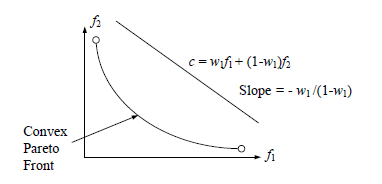 f₂
c = w₁f₁ + (1-w₁)f₂
Slope = - w₁/(1-w₁)
Convex
Pareto
Front
f₁